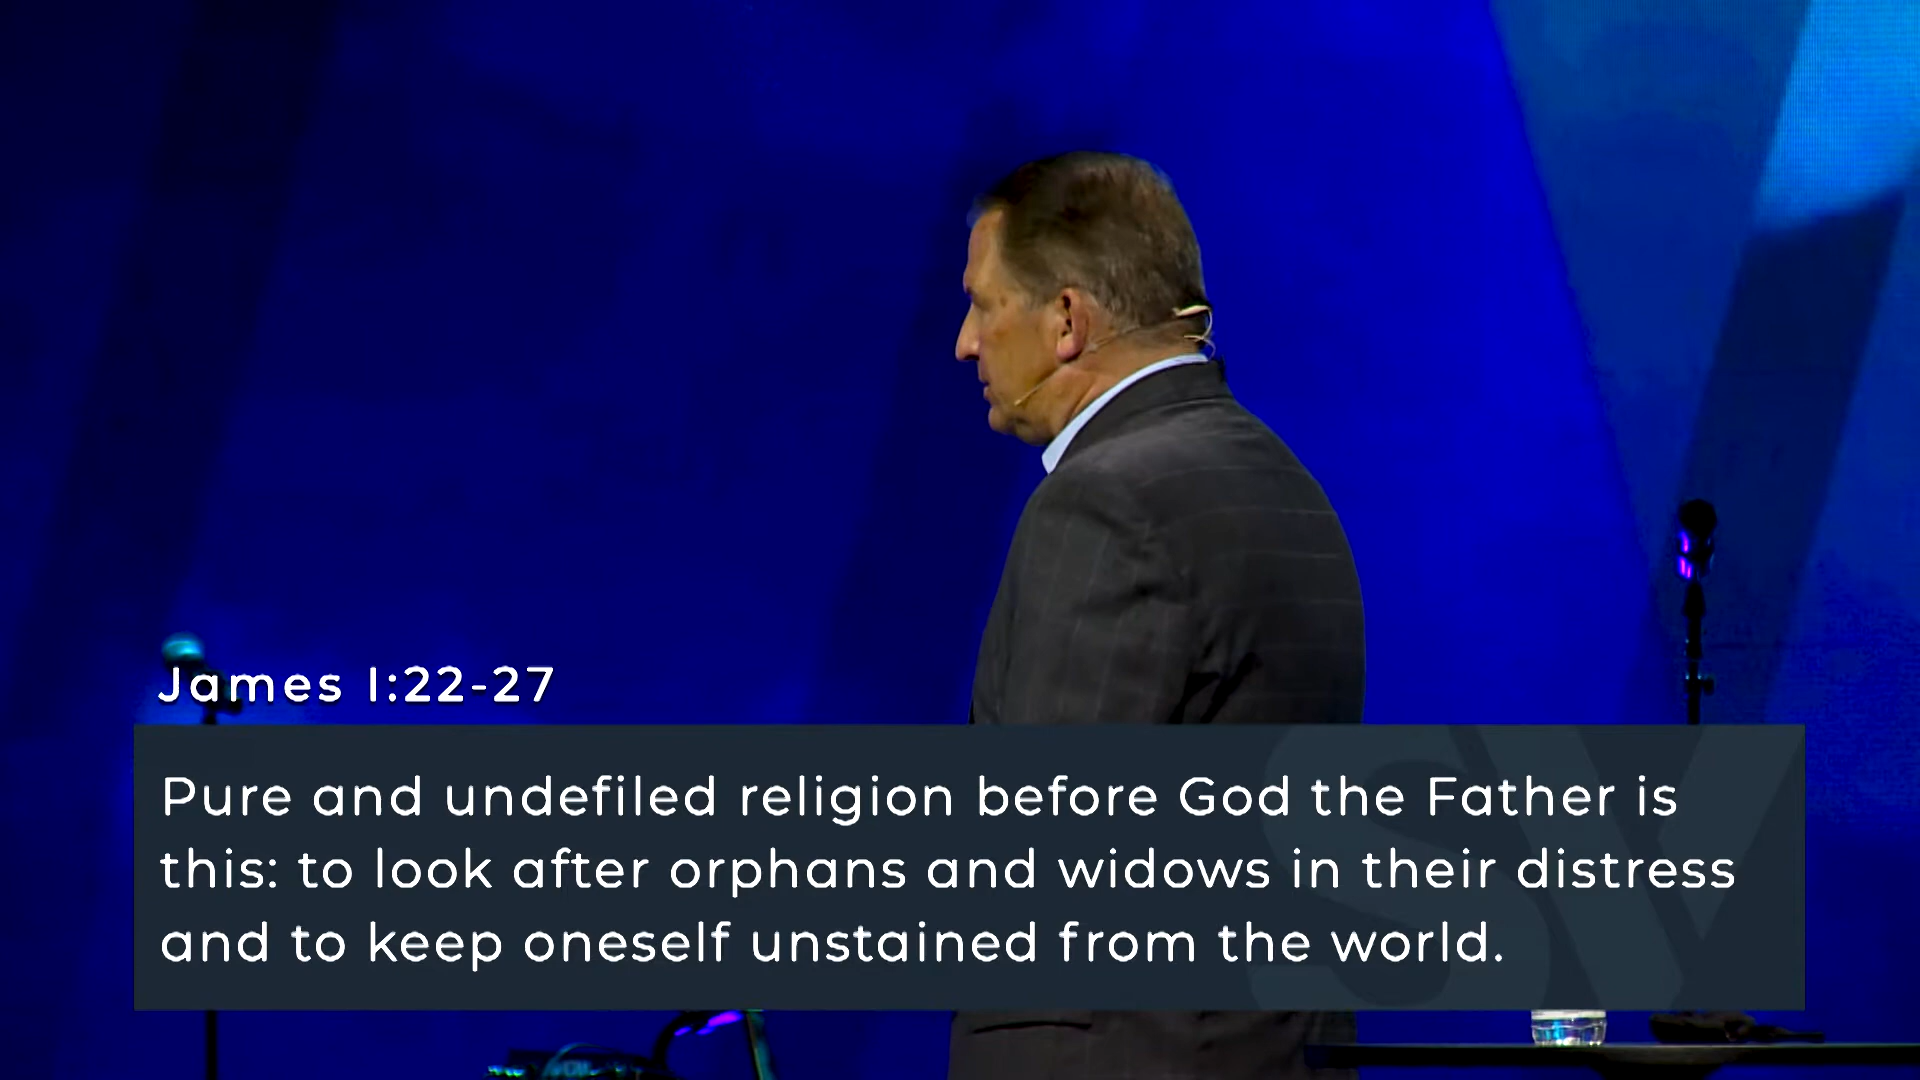 James 1:22-27
Pure and undefiled religion before God the Father is
this: to look after orphans and widows in their distress
and to keep oneself unstained from the world.
SV